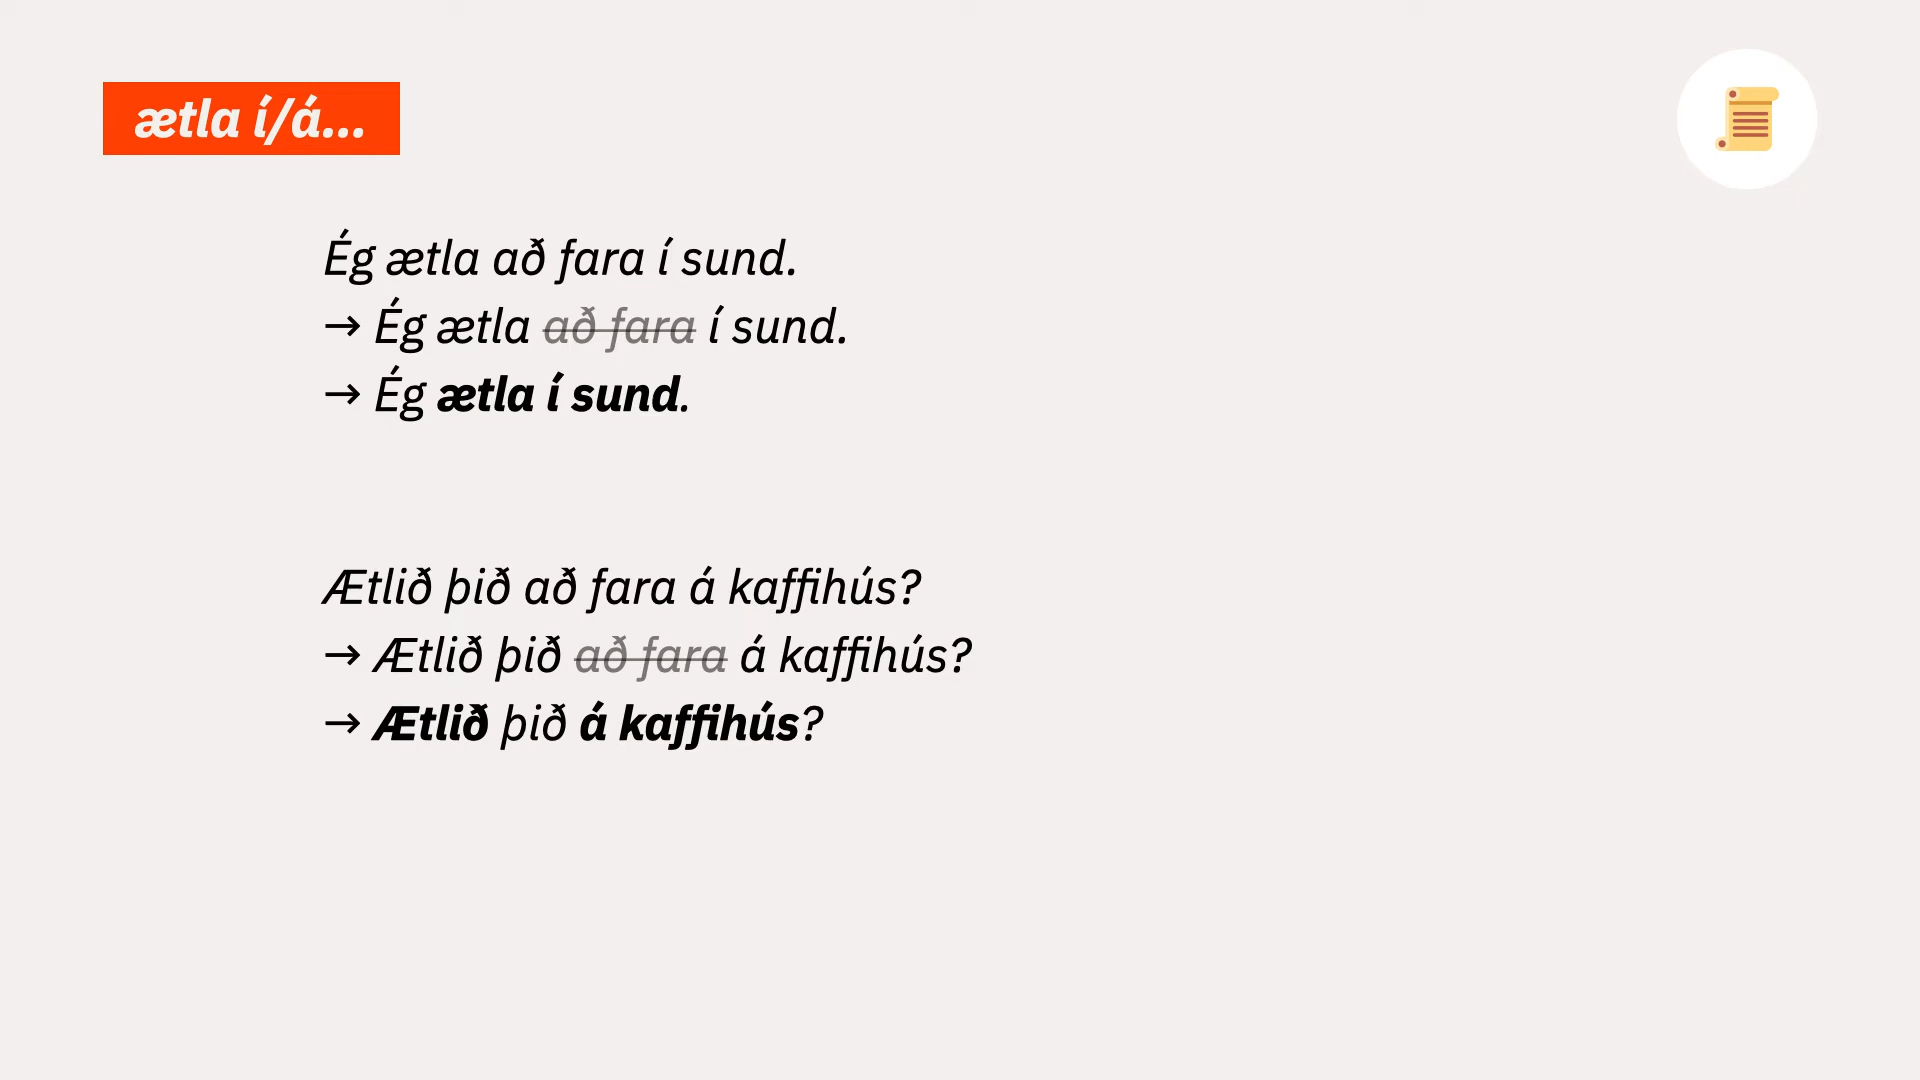 ætla í/á...
Ég ætla að fara í sund.
→ Ég ætla að fara í sund.
→ Ég ætla í sund.
Ætlið þið að fara á kaffihús?
→ Ætlið þið að fara á kaffihús?
→ Ætlið þið á kaffihús?